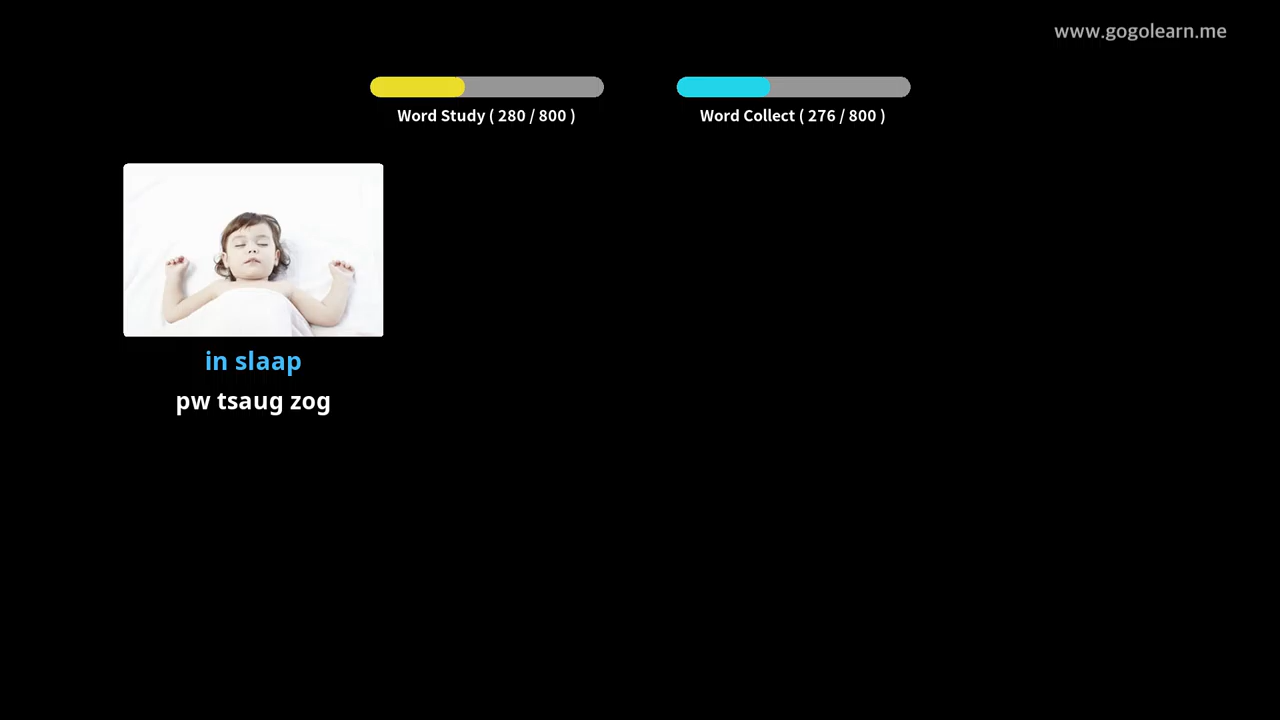 www.gogolearn.me
Word Study ( 280 / 800 )
Word Collect ( 276 / 800 )
in slaap
pw tsaug zog